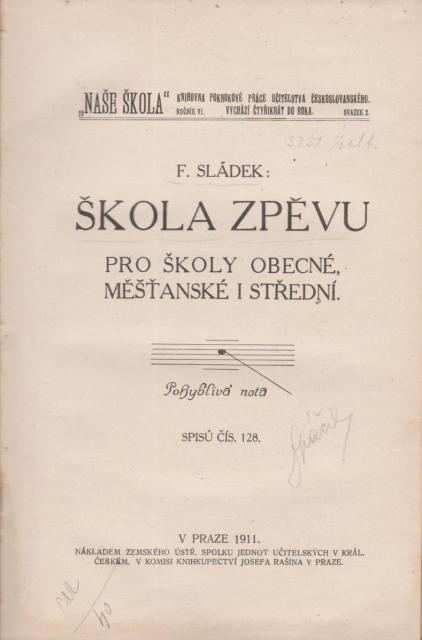 „NAŠE ŠKOLA“ KNIHOVNA POKROKOVÉ PRÁCE UČITELSTVA ČESKOSLOVANSKÉHO.
ROČNÍK VI. VYCHÁZÍ ČTYŘIKRÁT DO ROKA. SVAZEK 2.
F. SLÁDEK:
ŠKOLA ZPĚVU
PRO ŠKOLY OBECNÉ,
MĚŠŤANSKÉ I STŘEDNÍ.
Pohyblivá nota
SPISŮ ČÍS. 128.
V PRAZE 1911.
NÁKLADEM ZEMSKÉHO ÚSTŘ. SPOLKU JEDNOT UČITELSKÝCH V KRÁL.
ČESKÉM. V KOMISI KNIHKUPECTVÍ JOSEFA RAŠÍNA V PRAZE.